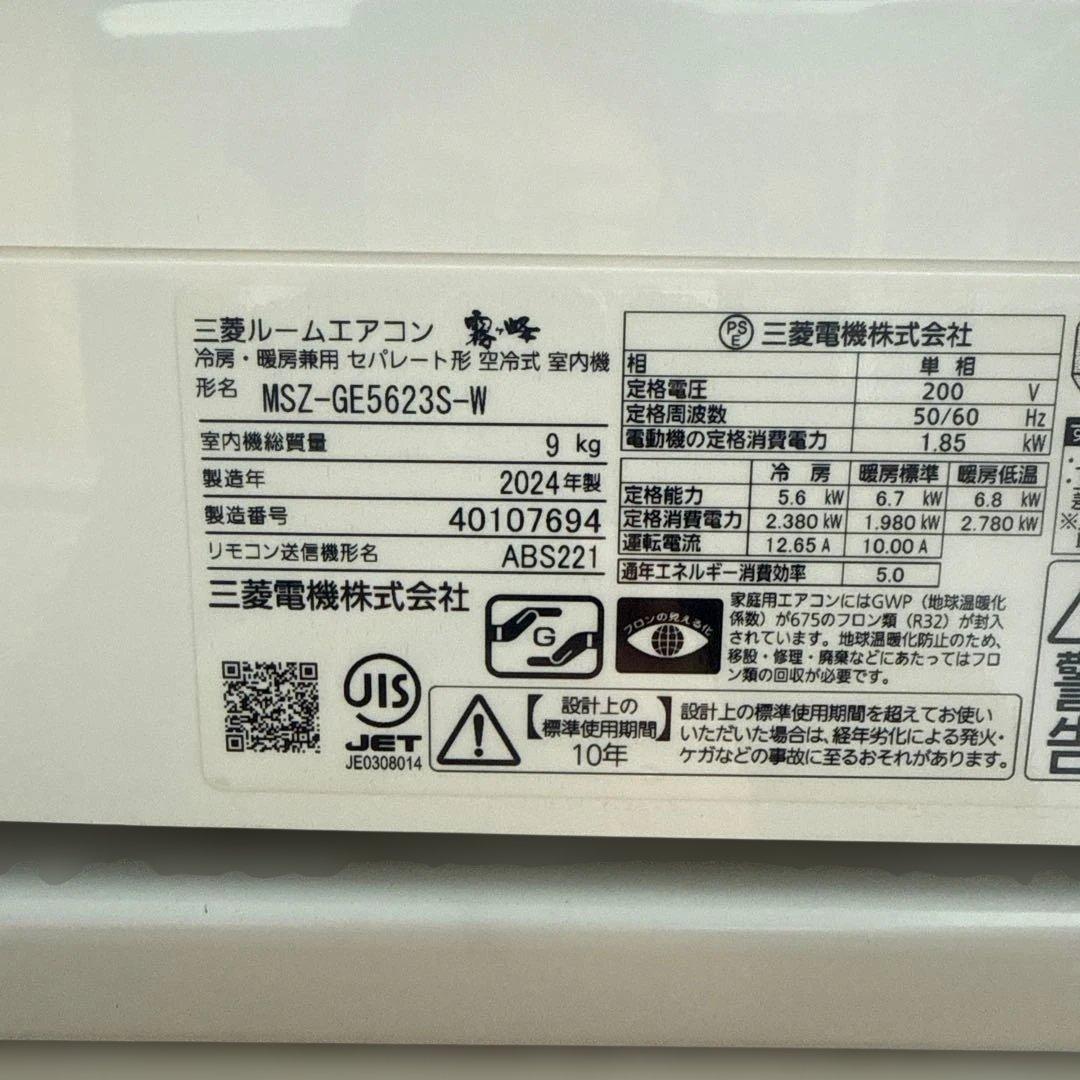 三菱ルームエアコン 霧ヶ峰
冷房・暖房兼用 セパレート形 空冷式 室内機
形名 MSZ-GE5623S-W
室内機総質量 9 kg
製造年 2024年製
製造番号 40107694
リモコン送信機形名 ABS221
三菱電機株式会社
G
JIS
JET
JE0308014
PS
E
三菱電機株式会社
相 単相
定格電圧 200 V
定格周波数 50/60 Hz
電動機の定格消費電力 1.85 kW
冷房 暖房標準 暖房低温
定格能力 5.6 kW 6.7 kW 6.8 kW
定格消費電力 2.380 kW 1.980 kW 2.780 kW
運転電流 12.65 A 10.00 A
通年エネルギー消費効率 5.0
フロンの見える化
家庭用エアコンにはGWP（地球温暖化
係数）が675のフロン類（R32）が封入
されています。地球温暖化防止のため、
移設・修理・廃棄などにあたってはフロ
ン類の回収が必要です。
【設計上の
標準使用期間】
10年
設計上の標準使用期間を超えてお使い
いただいた場合は、経年劣化による発火・
ケガなどの事故に至るおそれがあります。
警告